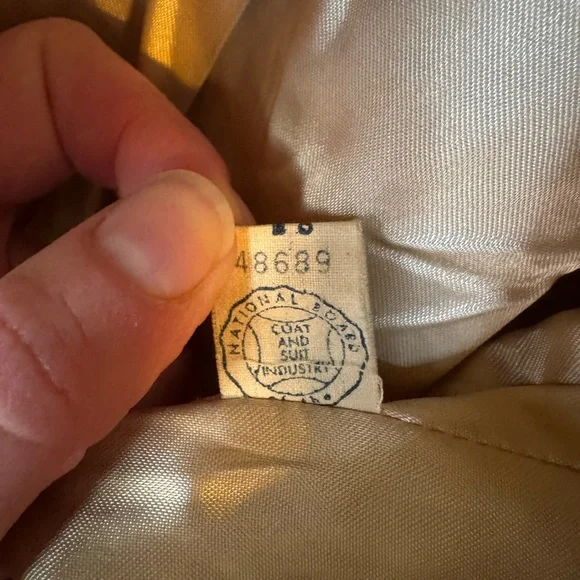 48689
NATIONAL BOARD
COAT
AND
SUIT
INDUSTRY